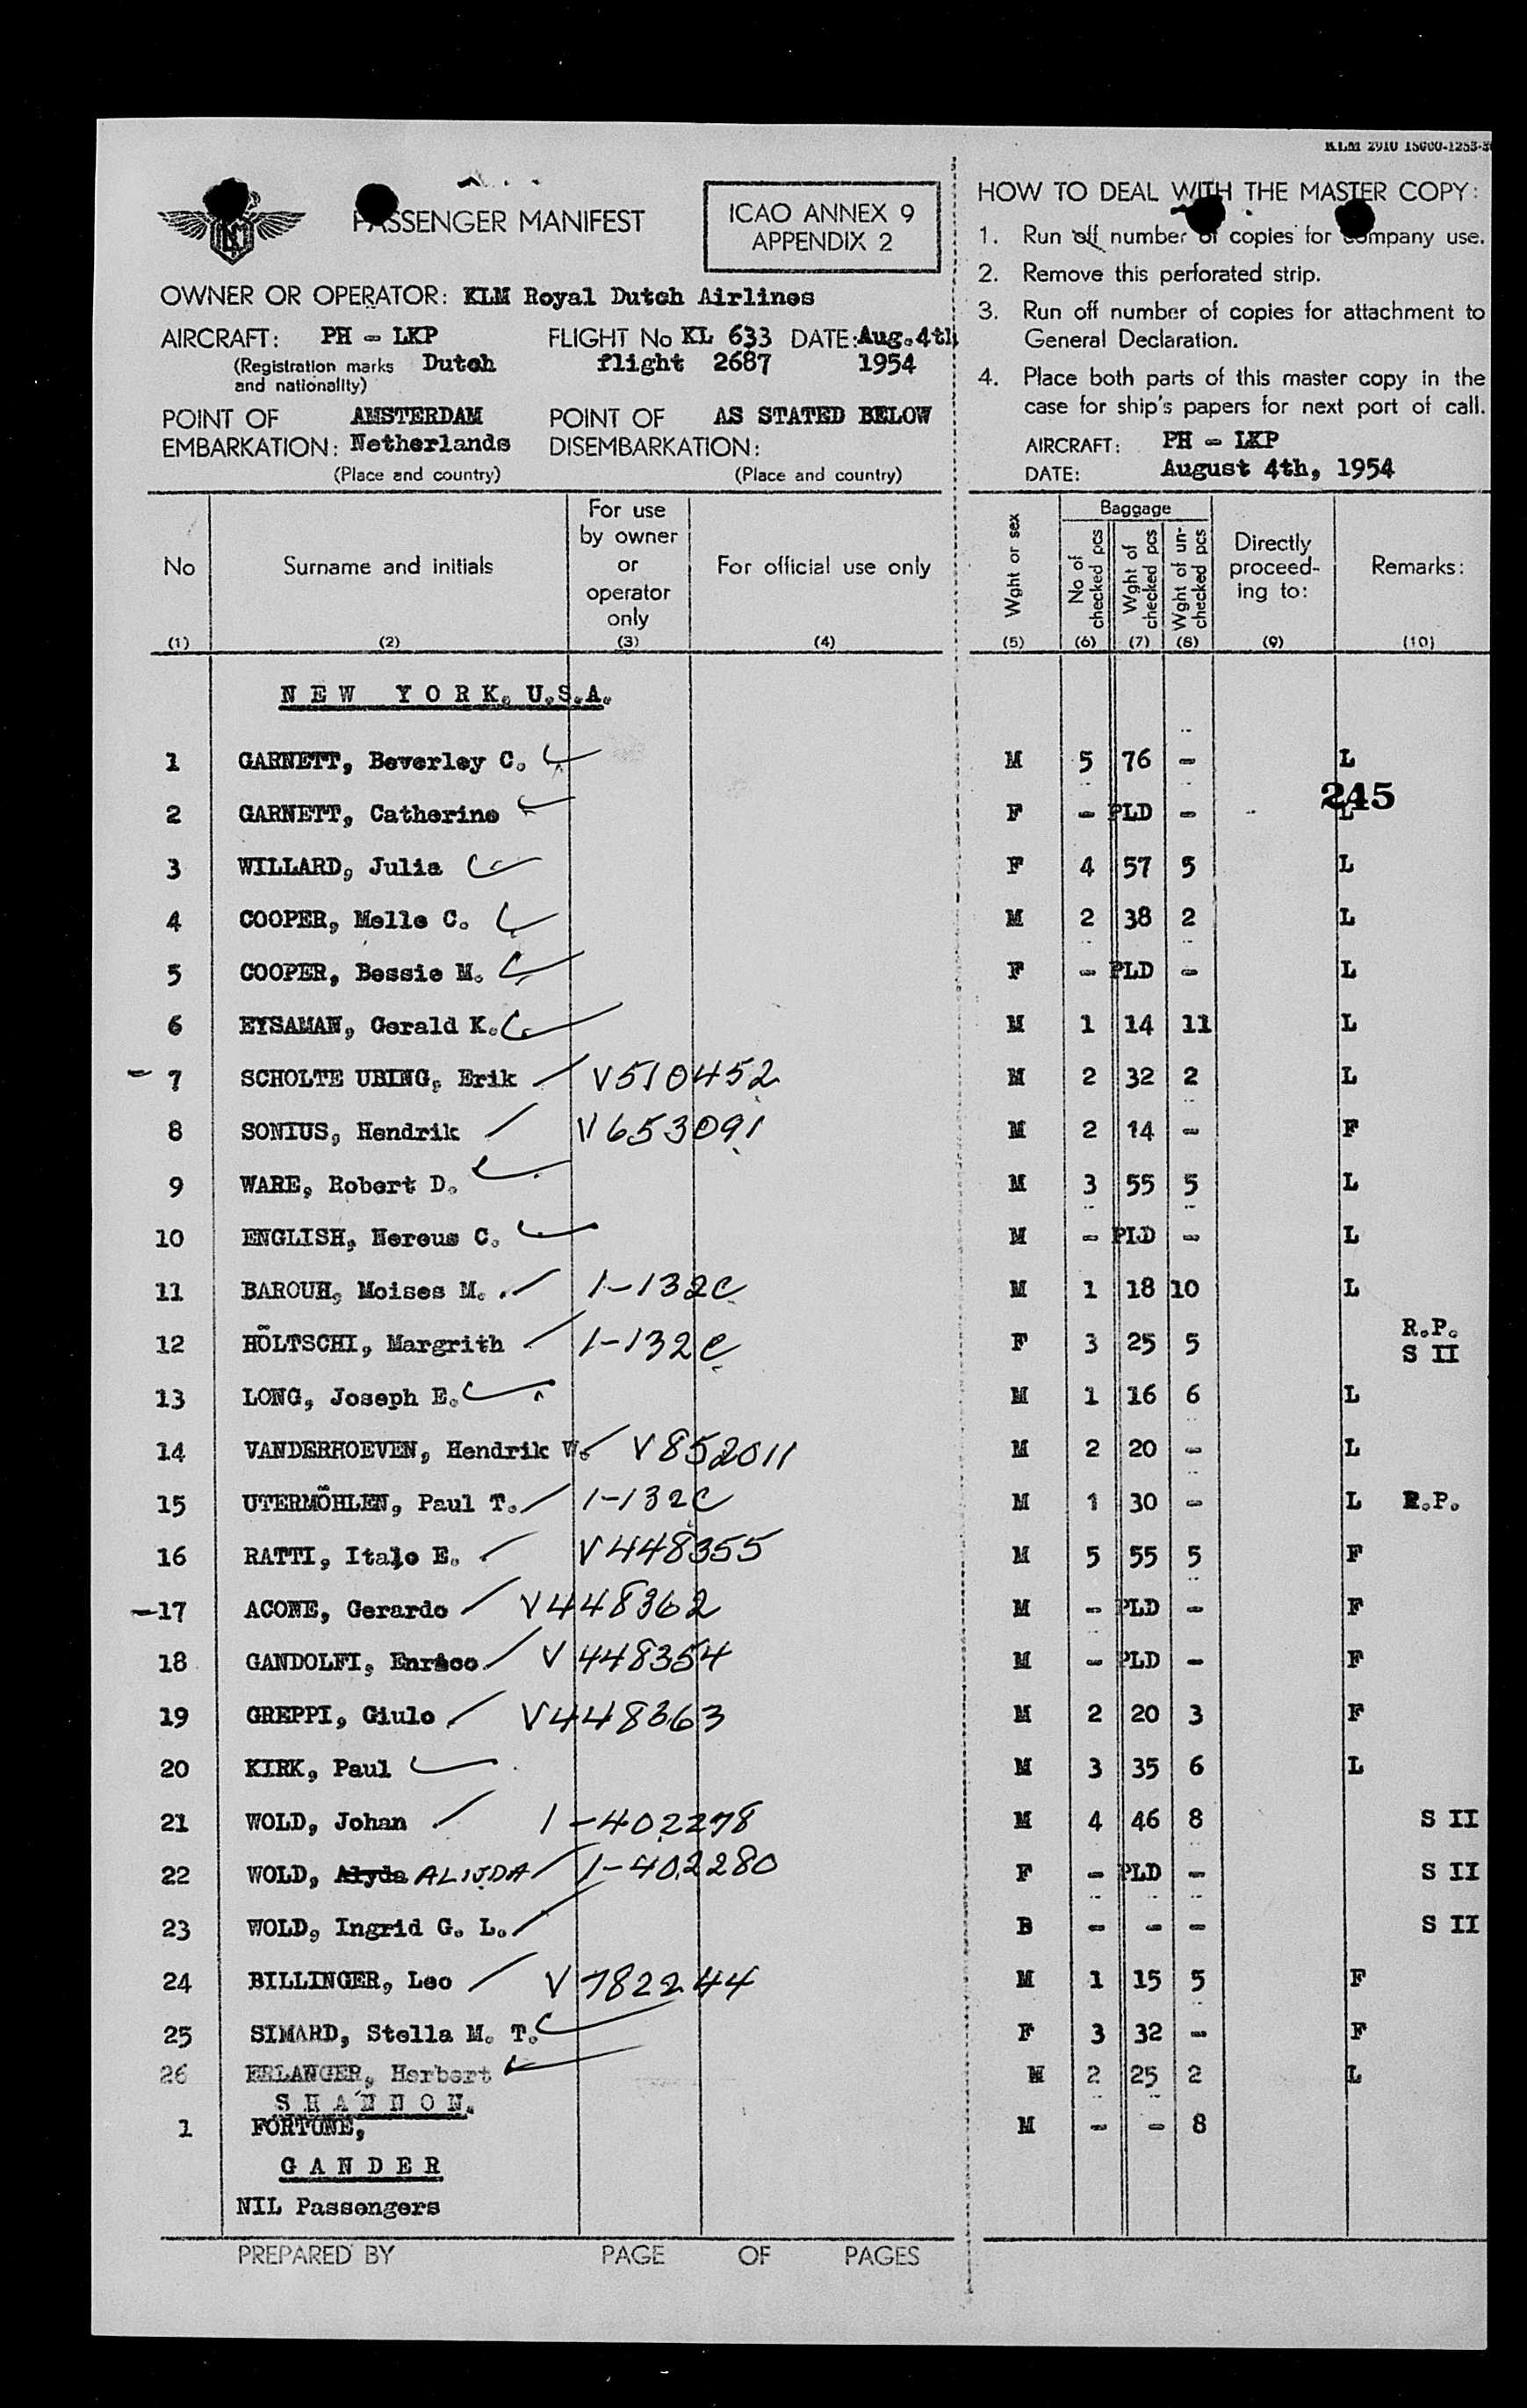 KLM 2910 15000-1253-
PASSENGER MANIFEST
ICAO ANNEX 9
APPENDIX 2
OWNER OR OPERATOR: KLM Royal Dutch Airlines
AIRCRAFT: PH - LKP FLIGHT No KL 633 DATE: Aug. 4th
(Registration marks and nationality) Dutch flight 2687 1954
POINT OF EMBARKATION: AMSTERDAM Netherlands POINT OF DISEMBARKATION: AS STATED BELOW
(Place and country) (Place and country)
HOW TO DEAL WITH THE MASTER COPY:
1. Run off number of copies for company use.
2. Remove this perforated strip.
3. Run off number of copies for attachment to
General Declaration.
4. Place both parts of this master copy in the
case for ship's papers for next port of call.
AIRCRAFT: PH - LKP
DATE: August 4th, 1954
No Surname and initials For use by owner or operator only For official use only Wght or sex Baggage No of checked pcs Wght of checked pcs Wght of un-checked pcs Directly proceed-ing to: Remarks:
(1) (2) (3) (4) (5) (6) (7) (8) (9) (10)
NEW YORK, U.S.A.
1 GARNETT, Beverley C. M 5 76 - L
245
2 GARNETT, Catherine F - PLD - L
3 WILLARD, Julia F 4 57 5 L
4 COOPER, Melle C. M 2 38 2 L
5 COOPER, Bessie M. F - PLD - L
6 EYSAMAN, Gerald K. M 1 14 11 L
- 7 SCHOLTE UBING, Erik V510452 M 2 32 2 L
8 SONIUS, Hendrik V653091 M 2 14 - F
9 WARE, Robert D. M 3 55 5 L
10 ENGLISH, Nereus C. M - PLD - L
11 BAROUH, Moises M. 1-132C M 1 18 10 L
12 HÖLTSCHI, Margrith 1-132C F 3 25 5 R.P. S II
13 LONG, Joseph E. M 1 16 6 L
14 VANDERHOEVEN, Hendrik W. V852011 M 2 20 - L
15 UTERMÖHLEN, Paul T. 1-132C M 1 30 - L R.P.
16 RATTI, Italo E. V448355 M 5 55 5 F
-17 ACONE, Gerardo V448362 M - PLD - F
18 GANDOLFI, Enrico V448354 M - PLD - F
19 GREPPI, Giulo V448363 M 2 20 3 F
20 KIRK, Paul M 3 35 6 L
21 WOLD, Johan 1-402278 M 4 46 8 S II
22 WOLD, Alyda ALIJDA 1-402280 F - PLD - S II
23 WOLD, Ingrid G. L. B - - - S II
24 BILLINGER, Leo V782244 M 1 15 5 F
25 SIMARD, Stella M. T. F 3 32 - F
26 ERLANGER, Herbert M 2 25 2 L
SHANNON.
1 FORTUNE, M - - 8
GANDER
NIL Passengers
PREPARED BY PAGE OF PAGES